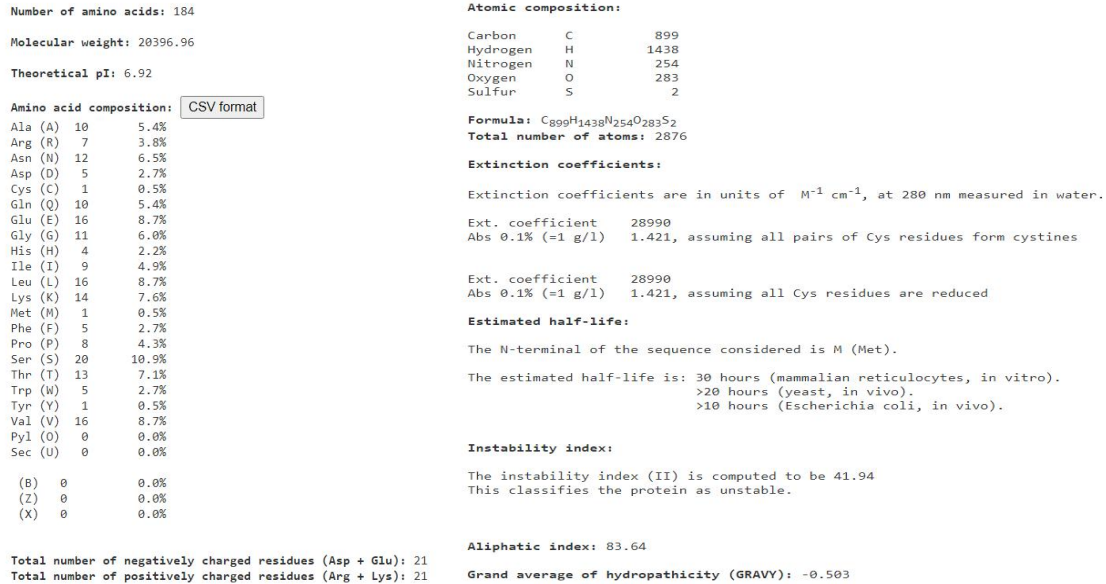 Number of amino acids: 184
Molecular weight: 20396.96
Theoretical pI: 6.92
Amino acid composition: CSV format
Ala (A) 10 5.4%
Arg (R) 7 3.8%
Asn (N) 12 6.5%
Asp (D) 5 2.7%
Cys (C) 1 0.5%
Gln (Q) 10 5.4%
Glu (E) 16 8.7%
Gly (G) 11 6.0%
His (H) 4 2.2%
Ile (I) 9 4.9%
Leu (L) 16 8.7%
Lys (K) 14 7.6%
Met (M) 1 0.5%
Phe (F) 5 2.7%
Pro (P) 8 4.3%
Ser (S) 20 10.9%
Thr (T) 13 7.1%
Trp (W) 5 2.7%
Tyr (Y) 1 0.5%
Val (V) 16 8.7%
Pyl (O) 0 0.0%
Sec (U) 0 0.0%
(B) 0 0.0%
(Z) 0 0.0%
(X) 0 0.0%
Total number of negatively charged residues (Asp + Glu): 21
Total number of positively charged residues (Arg + Lys): 21
Atomic composition:
Carbon C 899
Hydrogen H 1438
Nitrogen N 254
Oxygen O 283
Sulfur S 2
Formula: C₈₉₉H₁₄₃₈N₂₅₄O₂₈₃S₂
Total number of atoms: 2876
Extinction coefficients:
Extinction coefficients are in units of M⁻¹ cm⁻¹, at 280 nm measured in water.
Ext. coefficient 28990
Abs 0.1% (=1 g/l) 1.421, assuming all pairs of Cys residues form cystines
Ext. coefficient 28990
Abs 0.1% (=1 g/l) 1.421, assuming all Cys residues are reduced
Estimated half-life:
The N-terminal of the sequence considered is M (Met).
The estimated half-life is: 30 hours (mammalian reticulocytes, in vitro).
>20 hours (yeast, in vivo).
>10 hours (Escherichia coli, in vivo).
Instability index:
The instability index (II) is computed to be 41.94
This classifies the protein as unstable.
Aliphatic index: 83.64
Grand average of hydropathicity (GRAVY): -0.503